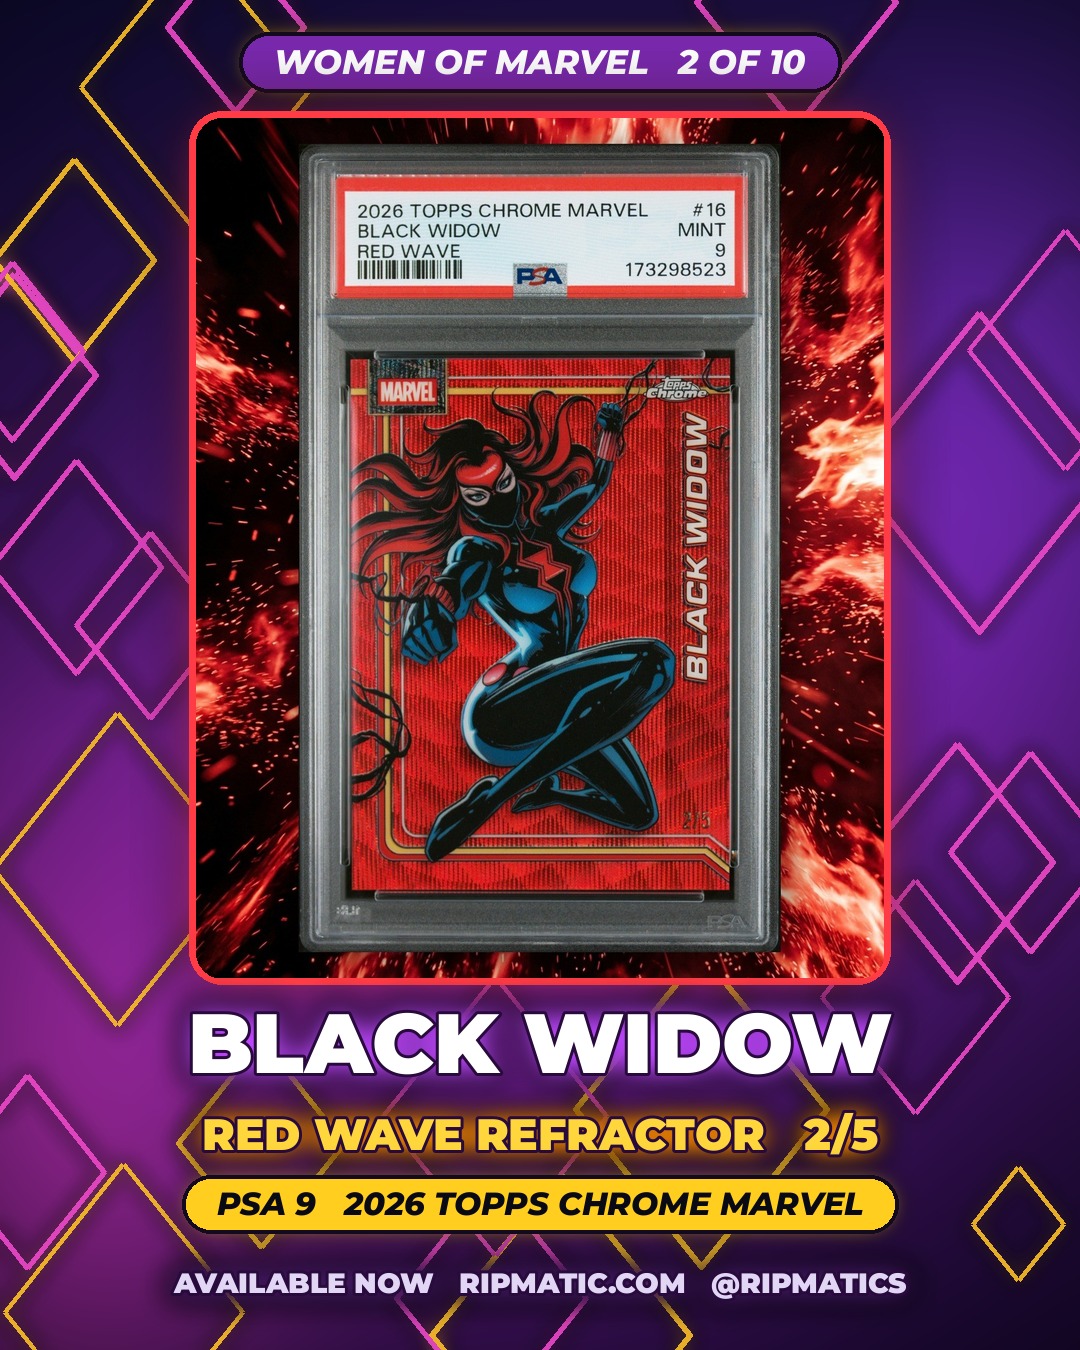 WOMEN OF MARVEL 2 OF 10
2026 TOPPS CHROME MARVEL #16
BLACK WIDOW MINT
RED WAVE 9
173298523
PSA
MARVEL
Topps Chrome
BLACK WIDOW
2/5
PSA
BLACK WIDOW
RED WAVE REFRACTOR 2/5
PSA 9 2026 TOPPS CHROME MARVEL
AVAILABLE NOW RIPMATIC.COM @RIPMATICS